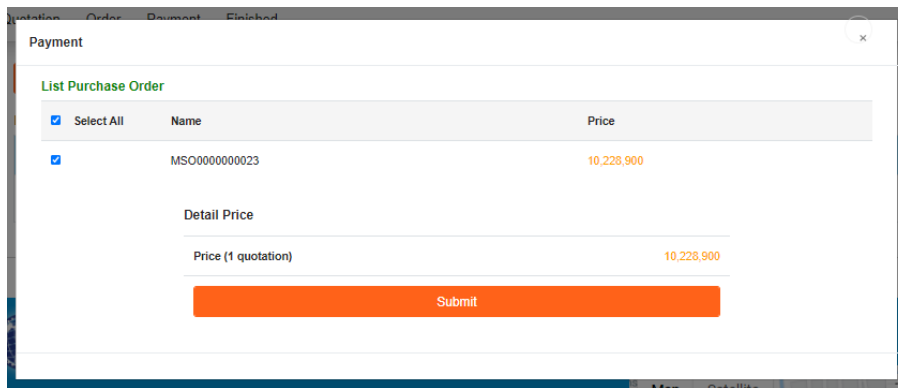 Quotation Order Payment Finished
Payment
×
List Purchase Order
Select All Name Price
MSO0000000023 10,228,900
Detail Price
Price (1 quotation) 10,228,900
Submit
Map Satellite